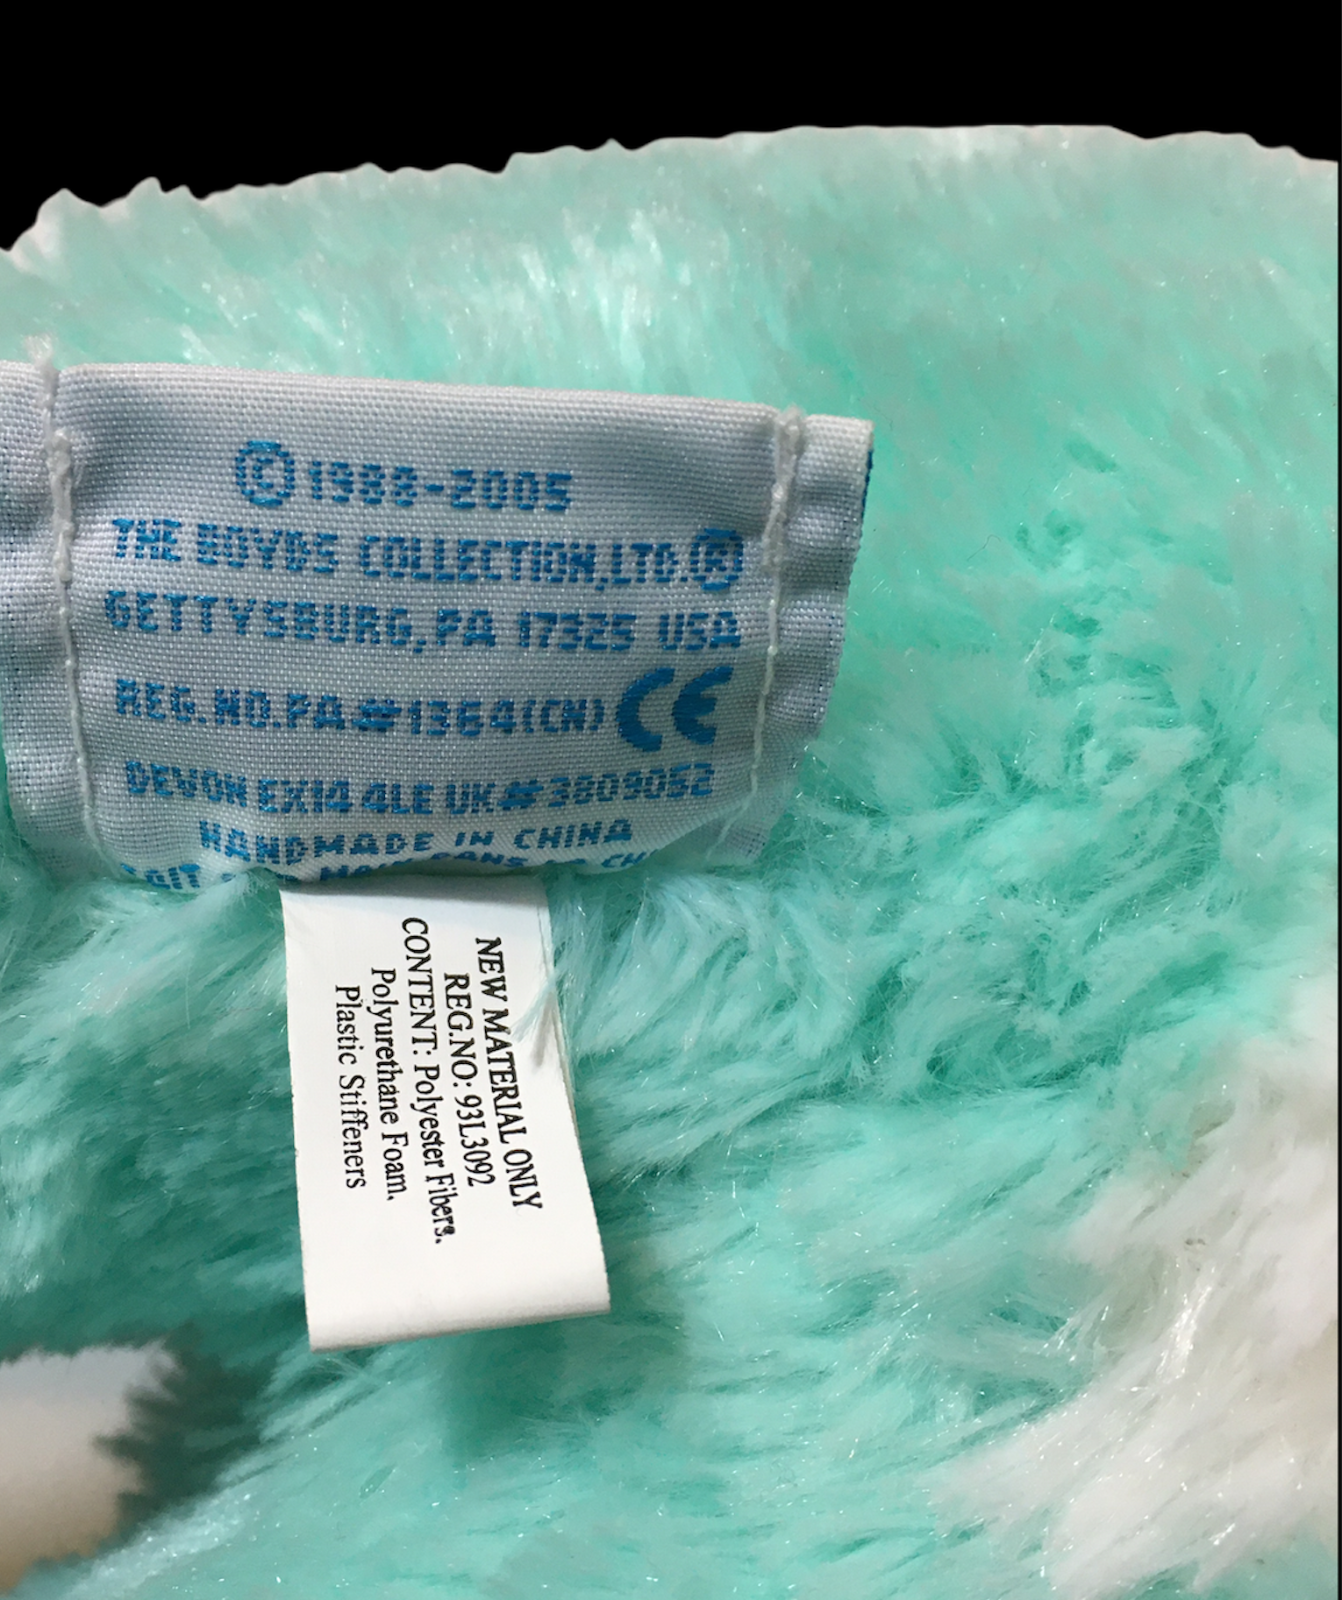 ©1988-2005
THE BOYDS COLLECTION,LTD.®
GETTYSBURG,PA 17325 USA
REG.NO.PA#1364(CN) CE
DEVON EX14 4LE UK#3809052
HANDMADE IN CHINA
NEW MATERIAL ONLY
REG.NO: 93L3092
CONTENT: Polyester Fibers,
Polyurethane Foam,
Plastic Stiffeners